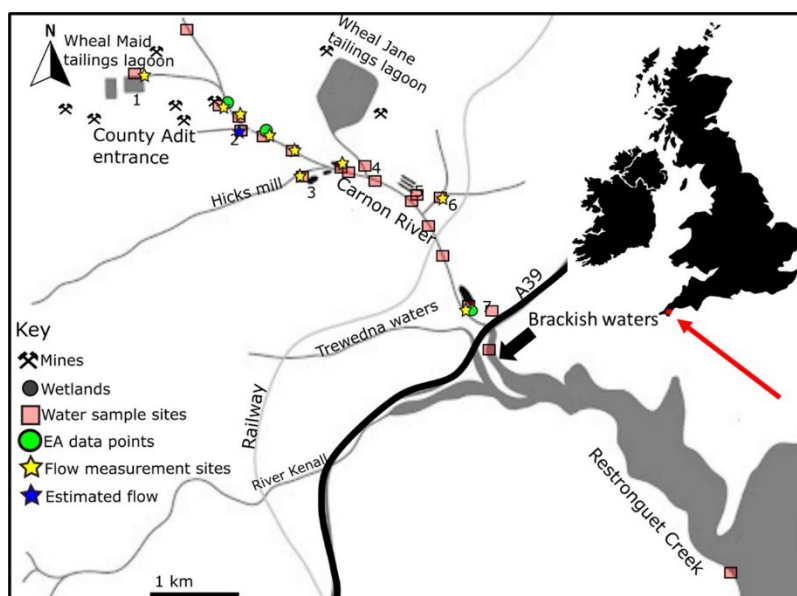 N
Wheal Maid
tailings lagoon
1
County Adit
entrance
2
Wheal Jane
tailings lagoon
Hicks mill
3
4
Carnon River
5
6
7
A39
Brackish waters
Trewedna waters
Railway
River Kenall
Restronguet Creek
Key
Mines
Wetlands
Water sample sites
EA data points
Flow measurement sites
Estimated flow
1 km